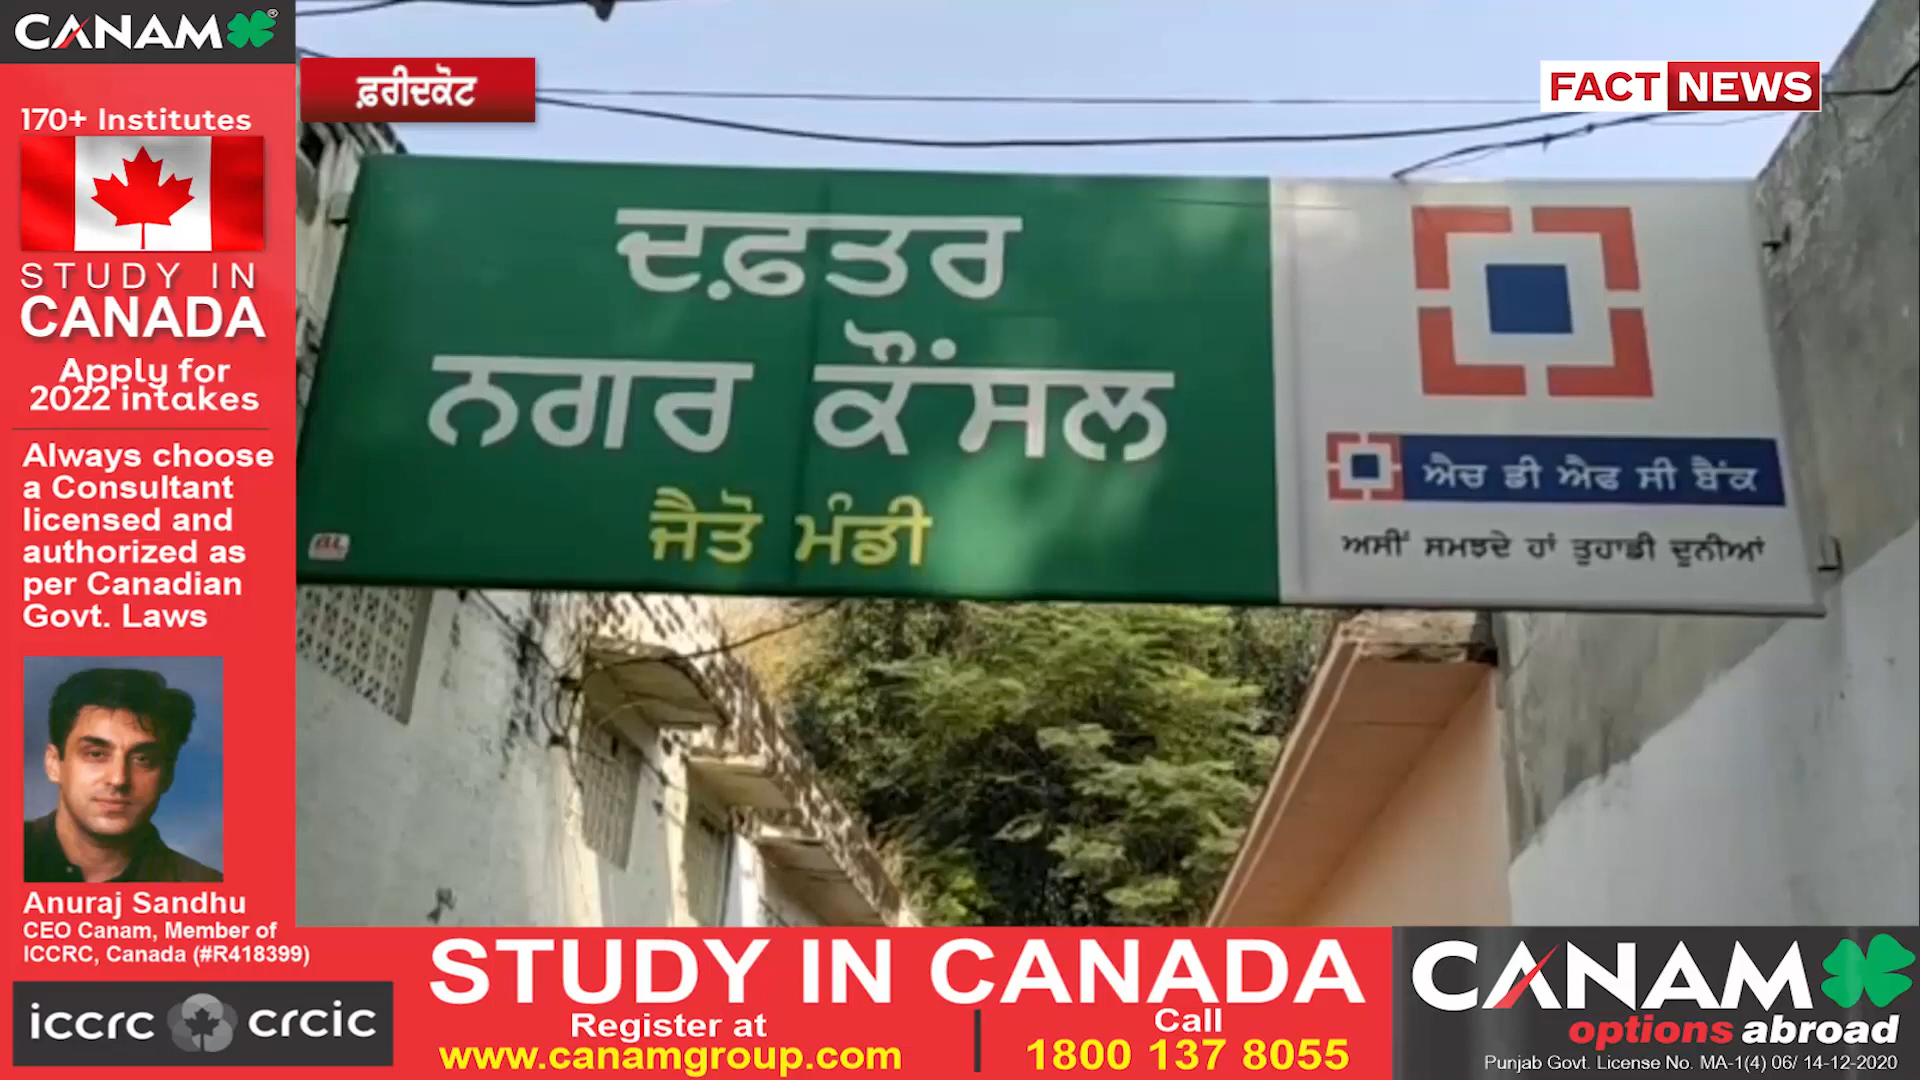 CANAM
170+ Institutes
STUDY IN
CANADA
Apply for
2022 intakes
Always choose
a Consultant
licensed and
authorized as
per Canadian
Govt. Laws
Anuraj Sandhu
CEO Canam, Member of
ICCRC, Canada (#R418399)
iccrc crcic
ਫ਼ਰੀਦਕੋਟ
FACT NEWS
ਦਫ਼ਤਰ
ਨਗਰ ਕੌਂਸਲ
ਜੈਤੋ ਮੰਡੀ
BL
ਐਚ ਡੀ ਐਫ ਸੀ ਬੈਂਕ
ਅਸੀਂ ਸਮਝਦੇ ਹਾਂ ਤੁਹਾਡੀ ਦੁਨੀਆਂ
STUDY IN CANADA
Register at
www.canamgroup.com
Call
1800 137 8055
CANAM
options abroad
Punjab Govt. License No. MA-1(4) 06/ 14-12-2020